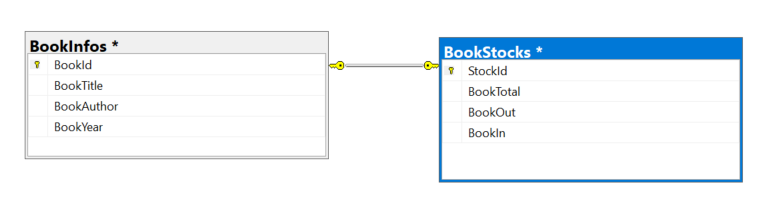 BookInfos *
BookId
BookTitle
BookAuthor
BookYear
BookStocks *
StockId
BookTotal
BookOut
BookIn